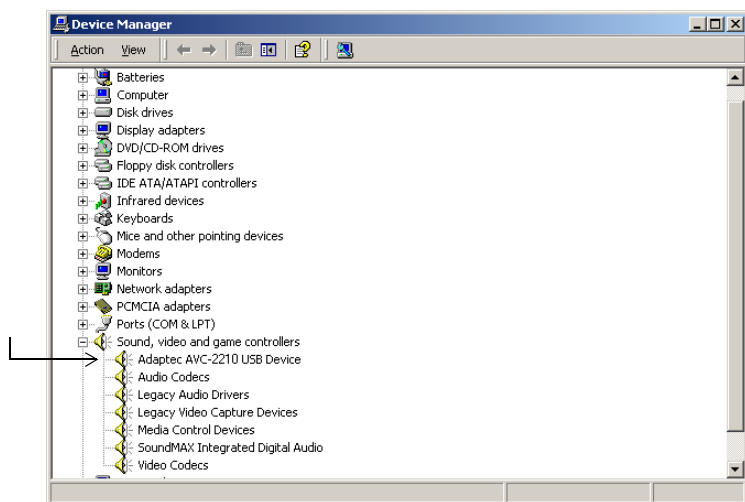 Device Manager
Action View
Batteries
Computer
Disk drives
Display adapters
DVD/CD-ROM drives
Floppy disk controllers
IDE ATA/ATAPI controllers
Infrared devices
Keyboards
Mice and other pointing devices
Modems
Monitors
Network adapters
PCMCIA adapters
Ports (COM & LPT)
Sound, video and game controllers
Adaptec AVC-2210 USB Device
Audio Codecs
Legacy Audio Drivers
Legacy Video Capture Devices
Media Control Devices
SoundMAX Integrated Digital Audio
Video Codecs